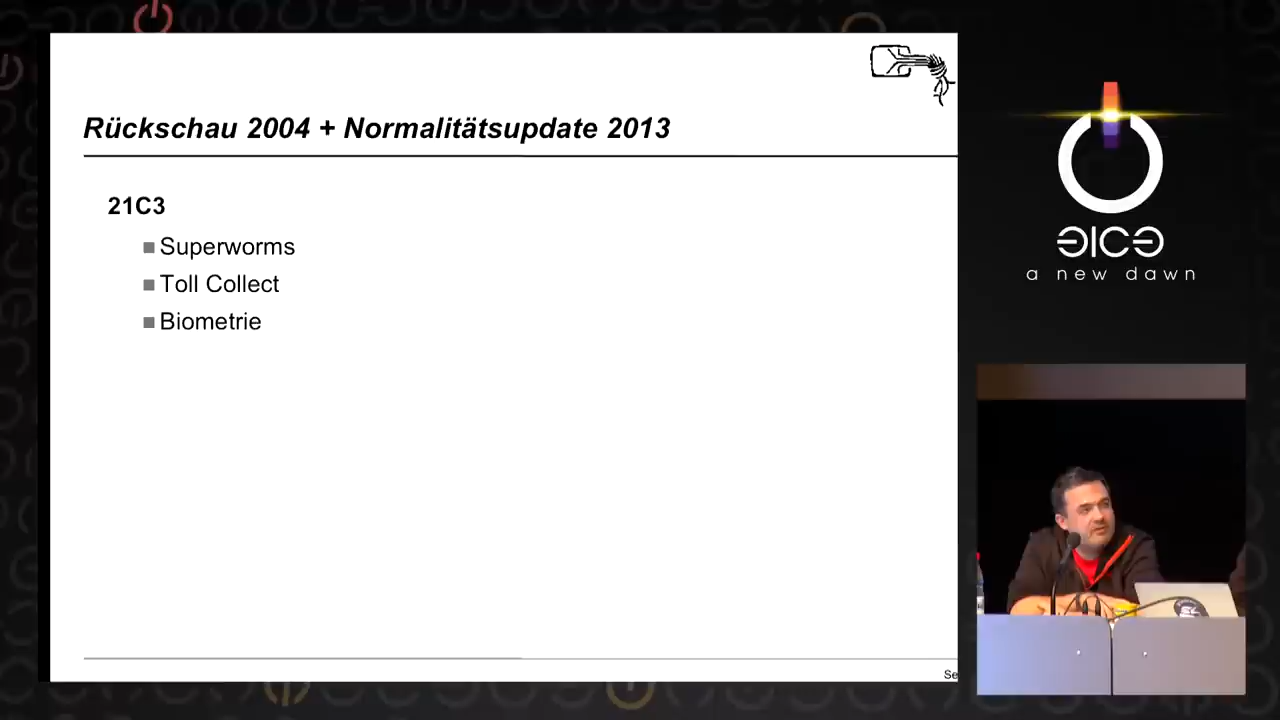 Rückschau 2004 + Normalitätsupdate 2013
21C3
Superworms
Toll Collect
Biometrie
a new dawn